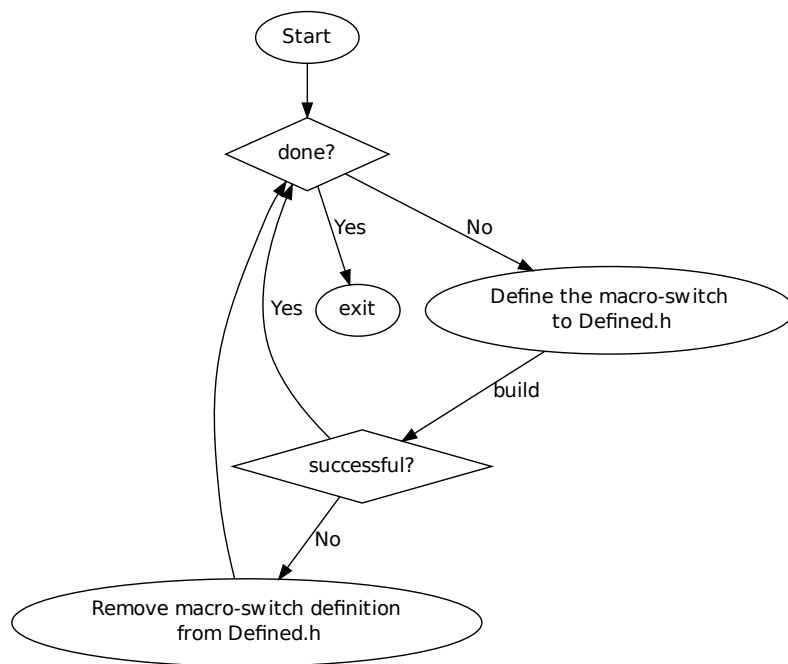 Start
done?
Yes
No
exit
Define the macro-switch
to Defined.h
Yes
build
successful?
No
Remove macro-switch definition
from Defined.h